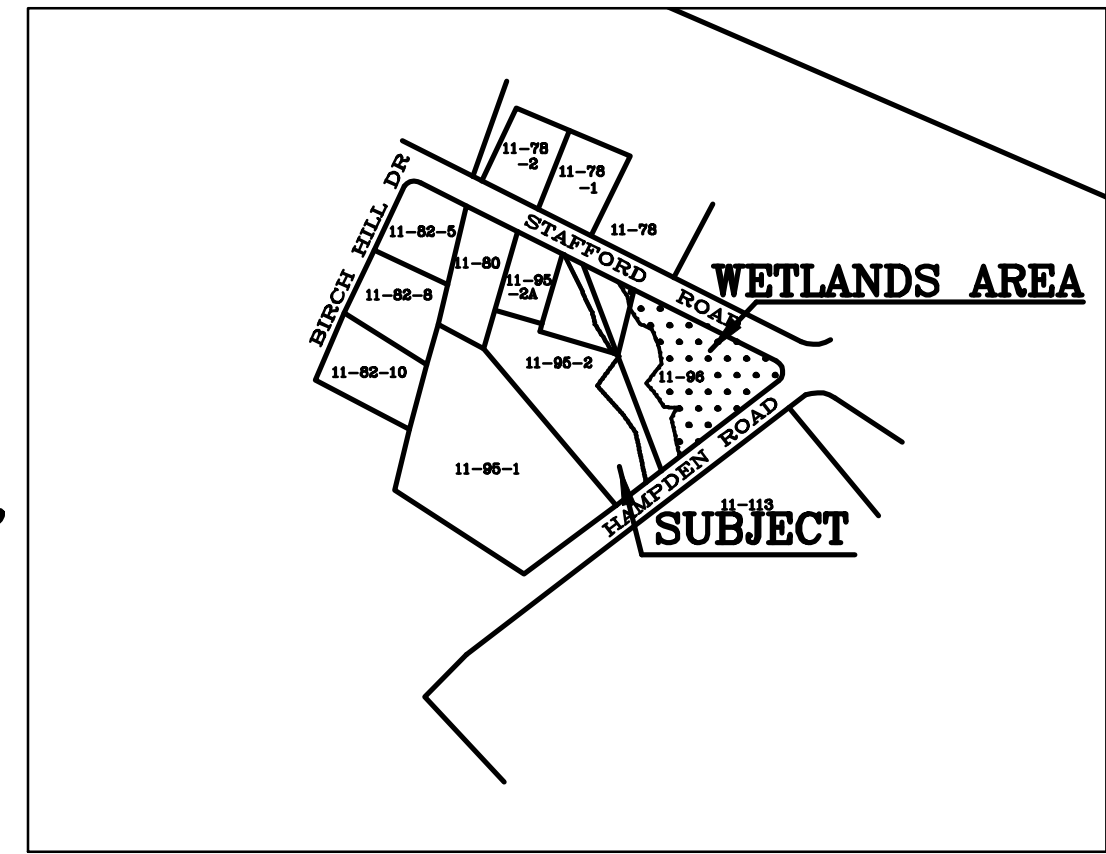 11-78
-2
11-78
-1
11-78
BIRCH HILL DR
STAFFORD ROAD
WETLANDS AREA
11-82-5
11-80
11-95
-2A
11-82-8
11-82-10
11-95-2
11-96
11-95-1
HAMPDEN ROAD
11-113
SUBJECT